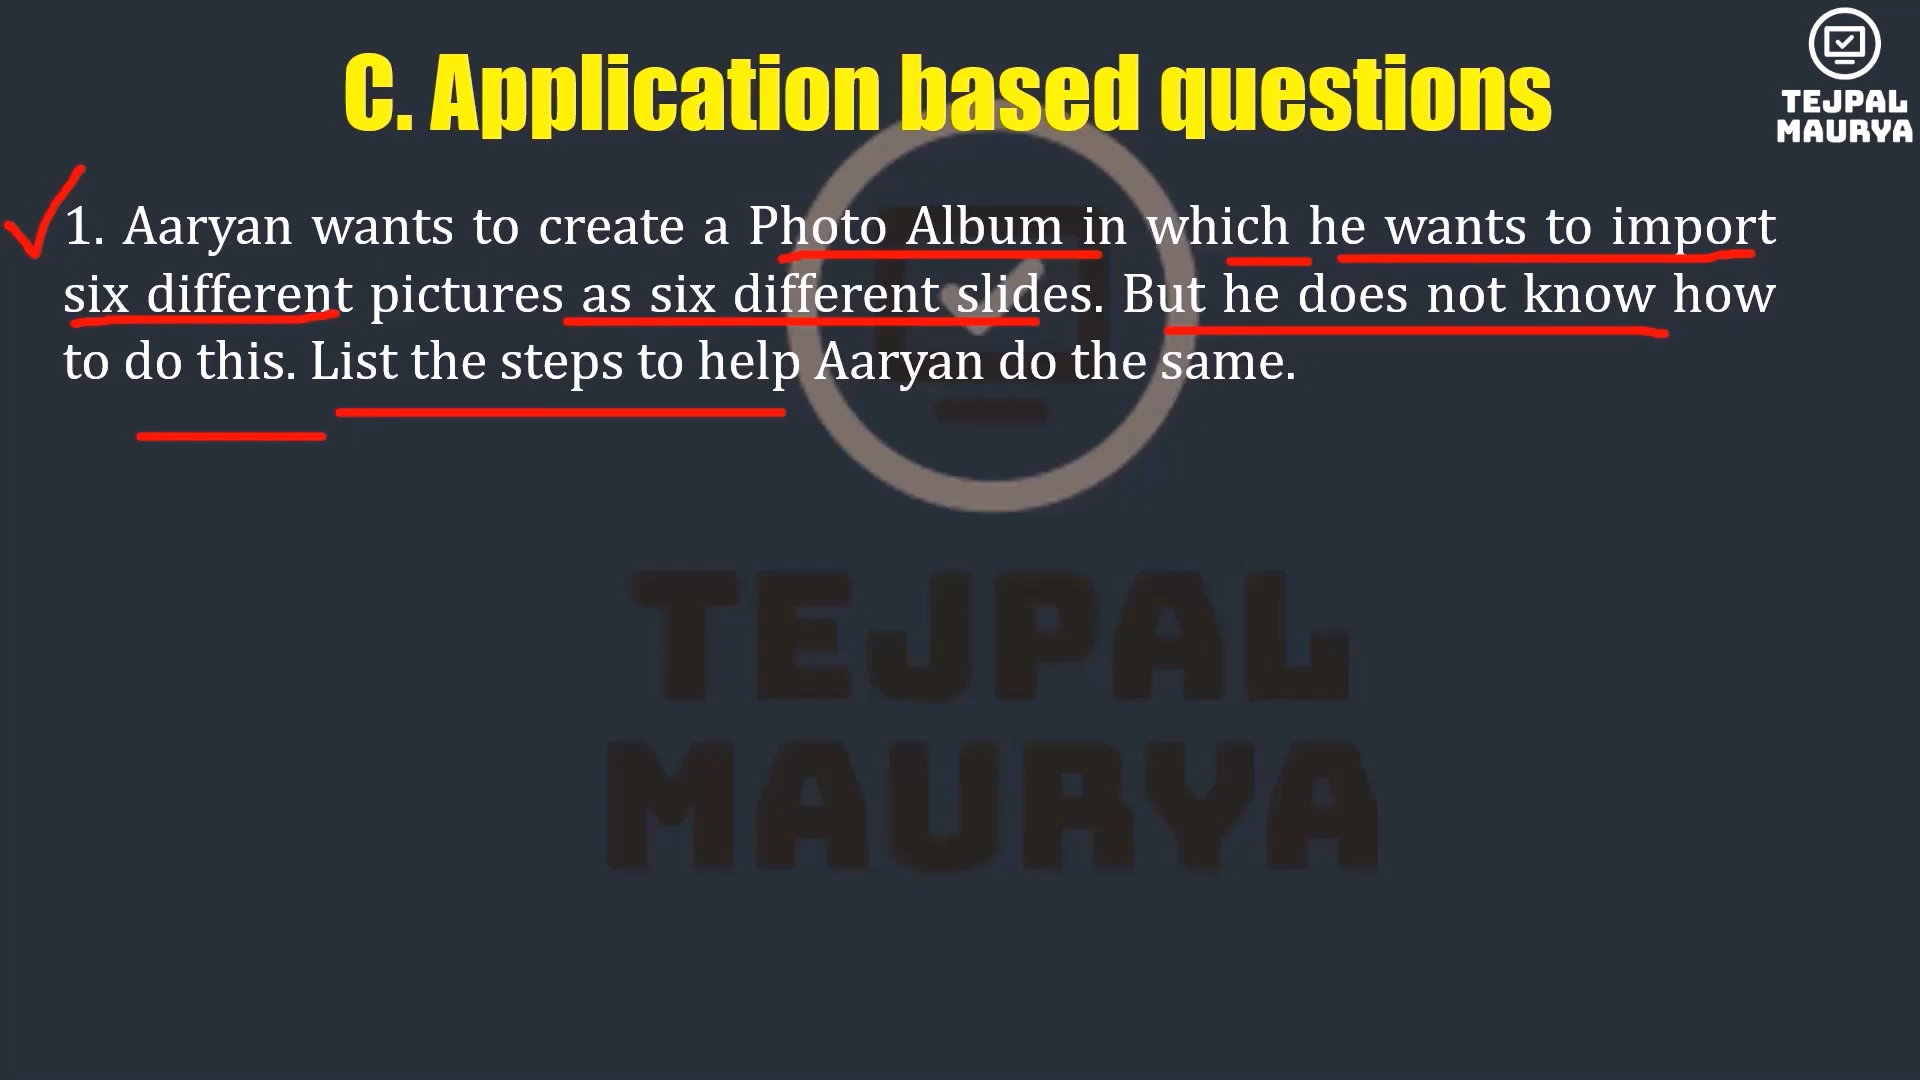 C. Application based questions
TEJPAL
MAURYA
1. Aaryan wants to create a Photo Album in which he wants to import
six different pictures as six different slides. But he does not know how
to do this. List the steps to help Aaryan do the same.
TEJPAL
MAURYA